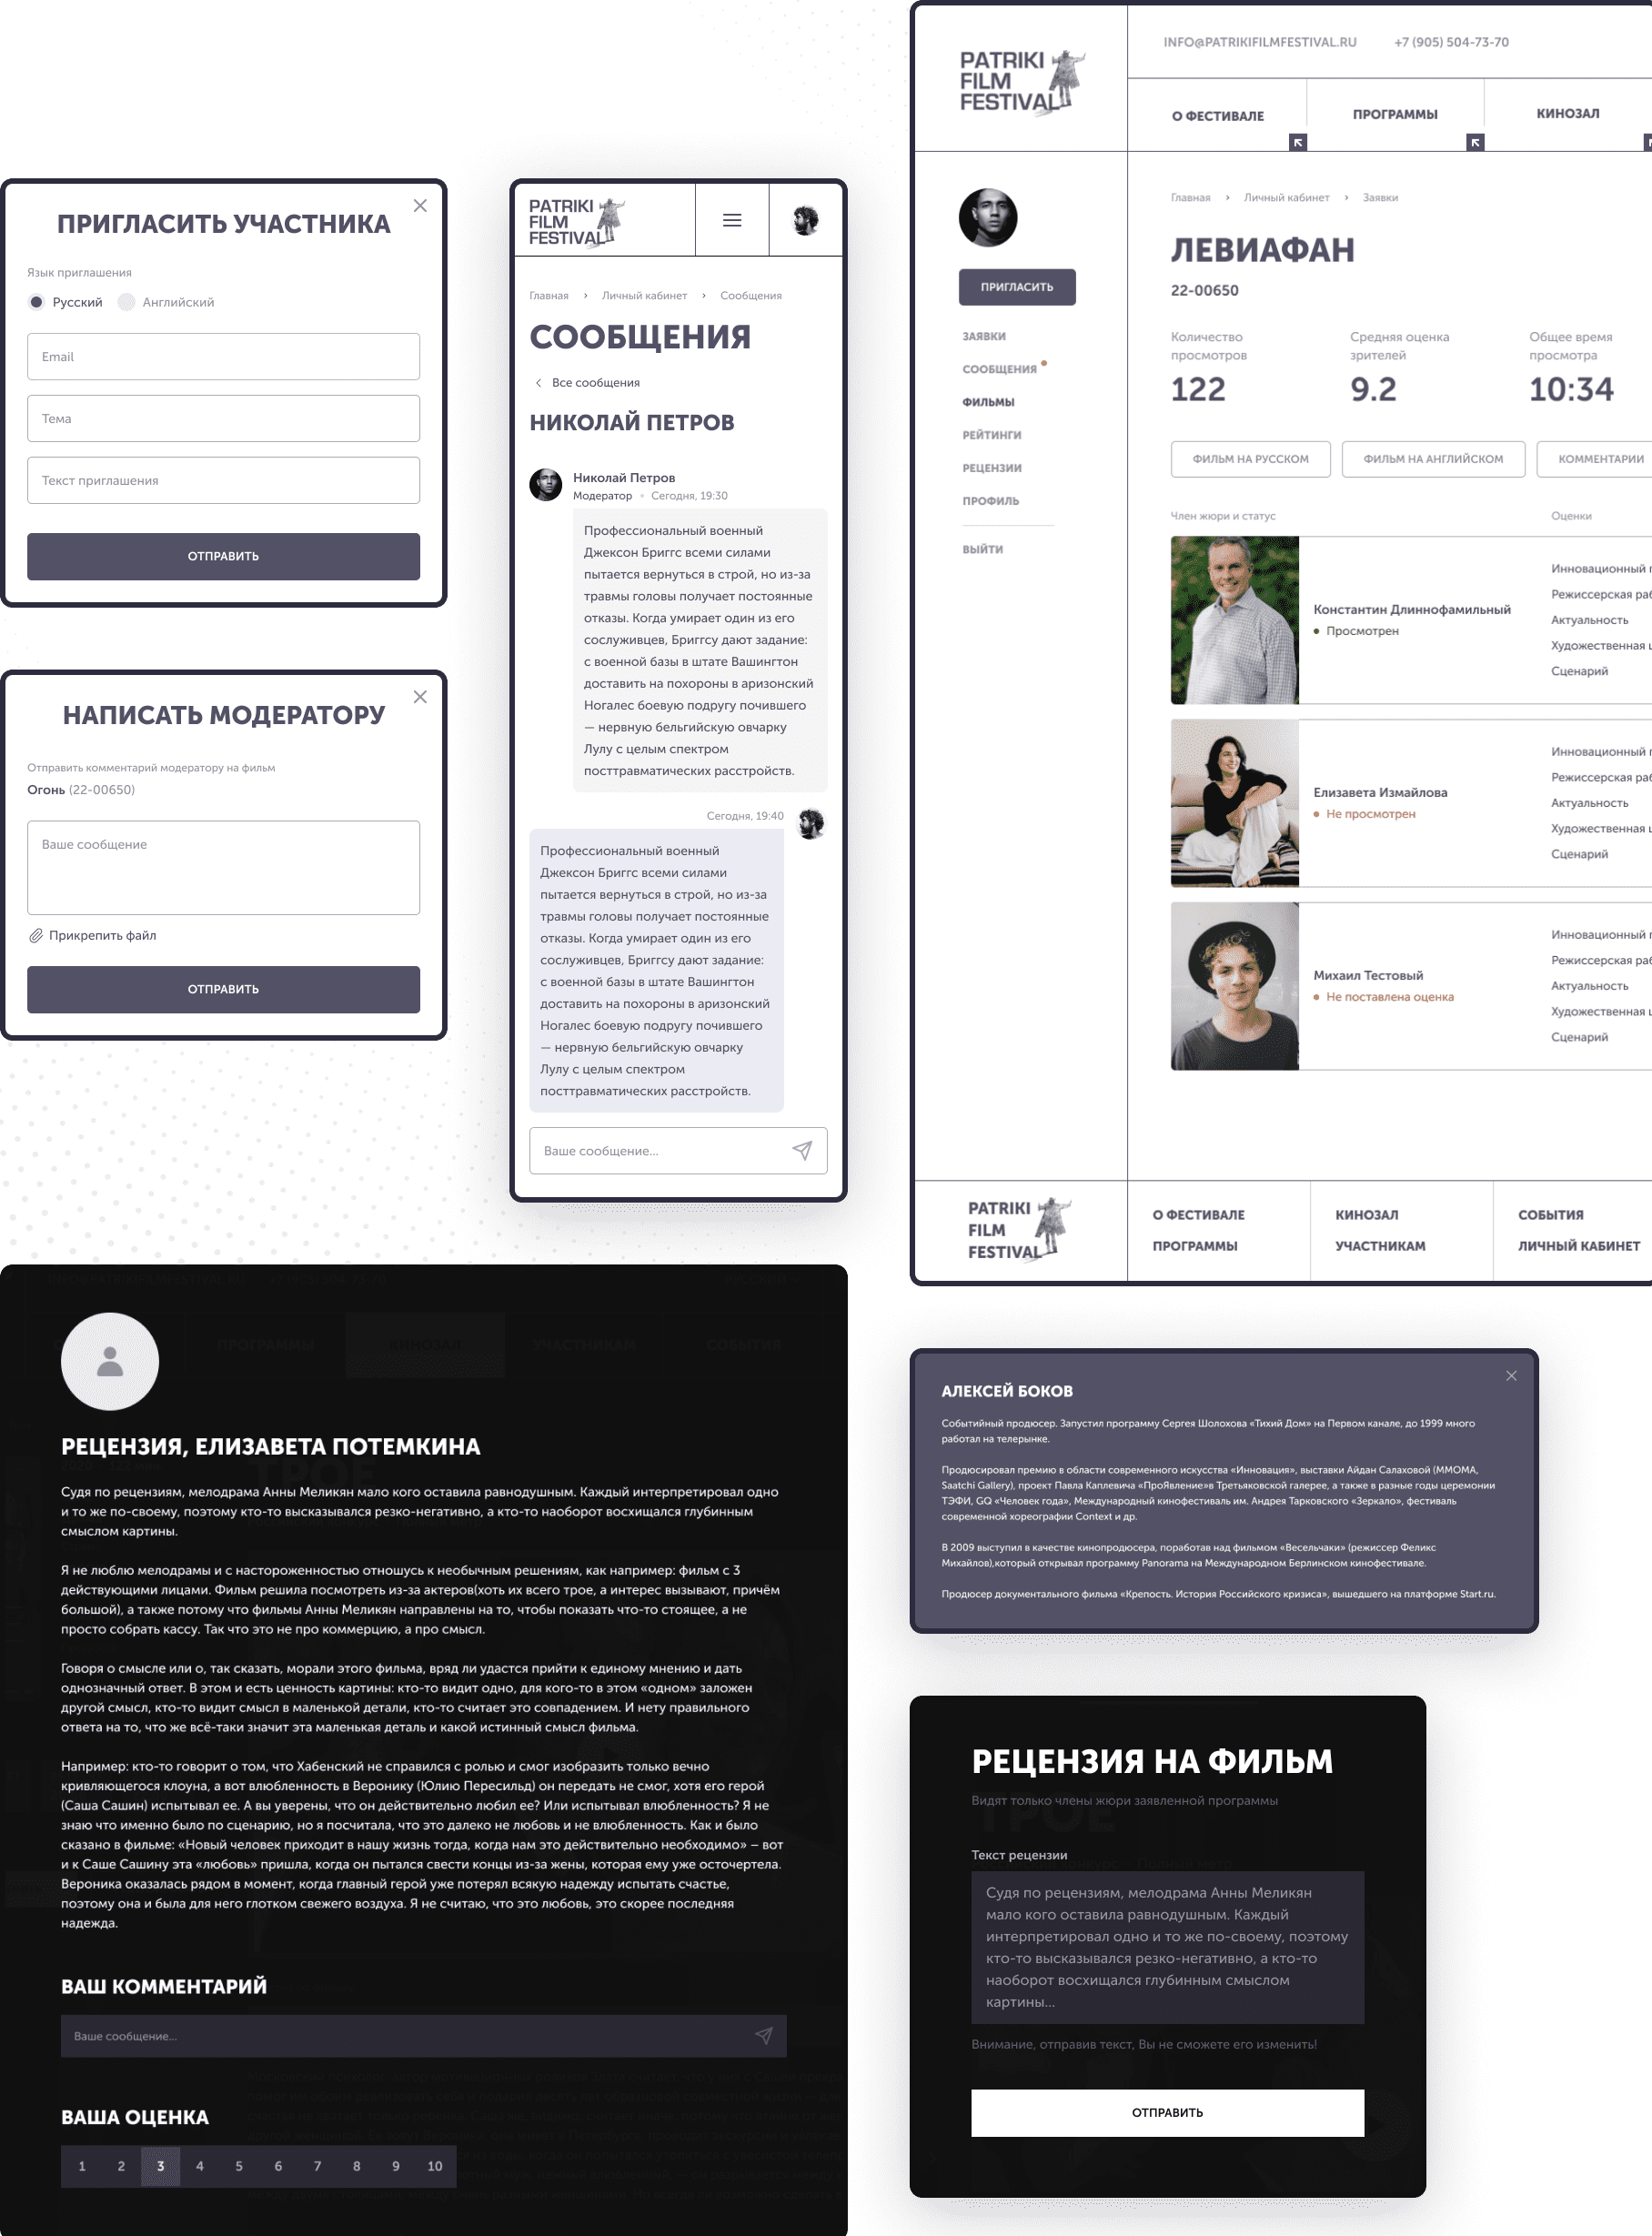 ПРИГЛАСИТЬ УЧАСТНИКА
Язык приглашения
Русский Английский
Email
Тема
Текст приглашения
ОТПРАВИТЬ
НАПИСАТЬ МОДЕРАТОРУ
Отправить комментарий модератору на фильм
Огонь (22-00650)
Ваше сообщение
Прикрепить файл
ОТПРАВИТЬ
PATRIKI
FILM
FESTIVAL
Главная › Личный кабинет › Сообщения
СООБЩЕНИЯ
Все сообщения
НИКОЛАЙ ПЕТРОВ
Николай Петров
Модератор • Сегодня, 19:30
Профессиональный военный
Джексон Бриггс всеми силами
пытается вернуться в строй, но из-за
травмы головы получает постоянные
отказы. Когда умирает один из его
сослуживцев, Бриггсу дают задание:
с военной базы в штате Вашингтон
доставить на похороны в аризонский
Ногалес боевую подругу почившего
— нервную бельгийскую овчарку
Лулу с целым спектром
посттравматических расстройств.
Сегодня, 19:40
Профессиональный военный
Джексон Бриггс всеми силами
пытается вернуться в строй, но из-за
травмы головы получает постоянные
отказы. Когда умирает один из его
сослуживцев, Бриггсу дают задание:
с военной базы в штате Вашингтон
доставить на похороны в аризонский
Ногалес боевую подругу почившего
— нервную бельгийскую овчарку
Лулу с целым спектром
посттравматических расстройств.
Ваше сообщение...
PATRIKI
FILM
FESTIVAL
INFO@PATRIKIFILMFESTIVAL.RU +7 (905) 504-73-70
О ФЕСТИВАЛЕ ПРОГРАММЫ КИНОЗАЛ
ПРИГЛАСИТЬ
ЗАЯВКИ
СООБЩЕНИЯ
ФИЛЬМЫ
РЕЙТИНГИ
РЕЦЕНЗИИ
ПРОФИЛЬ
ВЫЙТИ
Главная › Личный кабинет › Заявки
ЛЕВИАФАН
22-00650
Количество
просмотров
122
Средняя оценка
зрителей
9.2
Общее время
просмотра
10:34
ФИЛЬМ НА РУССКОМ ФИЛЬМ НА АНГЛИЙСКОМ КОММЕНТАРИИ
Член жюри и статус Оценки
Константин Длиннофамильный
Просмотрен
Инновационный
Режиссерская
Актуальность
Художественная
Сценарий
Елизавета Измайлова
Не просмотрен
Инновационный
Режиссерская
Актуальность
Художественная
Сценарий
Михаил Тестовый
Не поставлена оценка
Инновационный
Режиссерская
Актуальность
Художественная
Сценарий
PATRIKI
FILM
FESTIVAL
О ФЕСТИВАЛЕ КИНОЗАЛ СОБЫТИЯ
ПРОГРАММЫ УЧАСТНИКАМ ЛИЧНЫЙ КАБИНЕТ
ПРОГРАММЫ КИНОЗАЛ УЧАСТНИКАМ СОБЫТИЯ
РЕЦЕНЗИЯ, ЕЛИЗАВЕТА ПОТЕМКИНА
ТРОЕ
Судя по рецензиям, мелодрама Анны Меликян мало кого оставила равнодушным. Каждый интерпретировал одно
и то же по-своему, поэтому кто-то высказывался резко-негативно, а кто-то наоборот восхищался глубинным
смыслом картины.
Я не люблю мелодрамы и с настороженностью отношусь к необычным решениям, как например: фильм с 3
действующими лицами. Фильм решила посмотреть из-за актеров(хоть их всего трое, а интерес вызывают, причём
большой), а также потому что фильмы Анны Меликян направлены на то, чтобы показать что-то стоящее, а не
просто собрать кассу. Так что это не про коммерцию, а про смысл.
Говоря о смысле или о, так сказать, морали этого фильма, вряд ли удастся прийти к единому мнению и дать
однозначный ответ. В этом и есть ценность картины: кто-то видит одно, для кого-то в этом «одном» заложен
другой смысл, кто-то видит смысл в маленькой детали, кто-то считает это совпадением. И нету правильного
ответа на то, что же всё-таки значит эта маленькая деталь и какой истинный смысл фильма.
Например: кто-то говорит о том, что Хабенский не справился с ролью и смог изобразить только вечно
кривляющегося клоуна, а вот влюбленность в Веронику (Юлию Пересильд) он передать не смог, хотя его герой
(Саша Сашин) испытывал ее. А вы уверены, что он действительно любил ее? Или испытывал влюбленность? Я не
знаю что именно было по сценарию, но я посчитала, что это далеко не любовь и не влюбленность. Как и было
сказано в фильме: «Новый человек приходит в нашу жизнь тогда, когда нам это действительно необходимо» – вот
и к Саше Сашину эта «любовь» пришла, когда он пытался свести концы из-за жены, которая ему уже осточертела.
Вероника оказалась рядом в момент, когда главный герой уже потерял всякую надежду испытать счастье,
поэтому она и была для него глотком свежего воздуха. Я не считаю, что это любовь, это скорее последняя
надежда.
ВАШ КОММЕНТАРИЙ
Ваше сообщение...
ВАША ОЦЕНКА
1 2 3 4 5 6 7 8 9 10
АЛЕКСЕЙ БОКОВ
Событийный продюсер. Запустил программу Сергея Шолохова «Тихий Дом» на Первом канале, до 1999 много
работал на телерынке.
Продюсировал премию в области современного искусства «Инновация», выставки Айдан Салаховой (ММОМА,
Saatchi Gallery), проект Павла Каплевича «ПроЯвление»в Третьяковской галерее, а также в разные годы церемонии
ТЭФИ, GQ «Человек года», Международный кинофестиваль им. Андрея Тарковского «Зеркало», фестиваль
современной хореографии Context и др.
В 2009 выступил в качестве кинопродюсера, поработав над фильмом «Весельчаки» (режиссер Феликс
Михайлов),который открывал программу Panorama на Международном Берлинском кинофестивале.
Продюсер документального фильма «Крепость. История Российского кризиса», вышедшего на платформе Start.ru.
РЕЦЕНЗИЯ НА ФИЛЬМ
Видят только члены жюри заявленной программы
ТРОЕ
Текст рецензии
Судя по рецензиям, мелодрама Анны Меликян
мало кого оставила равнодушным. Каждый
интерпретировал одно и то же по-своему, поэтому
кто-то высказывался резко-негативно, а кто-то
наоборот восхищался глубинным смыслом
картины...
Внимание, отправив текст, Вы не сможете его изменить!
ОТПРАВИТЬ